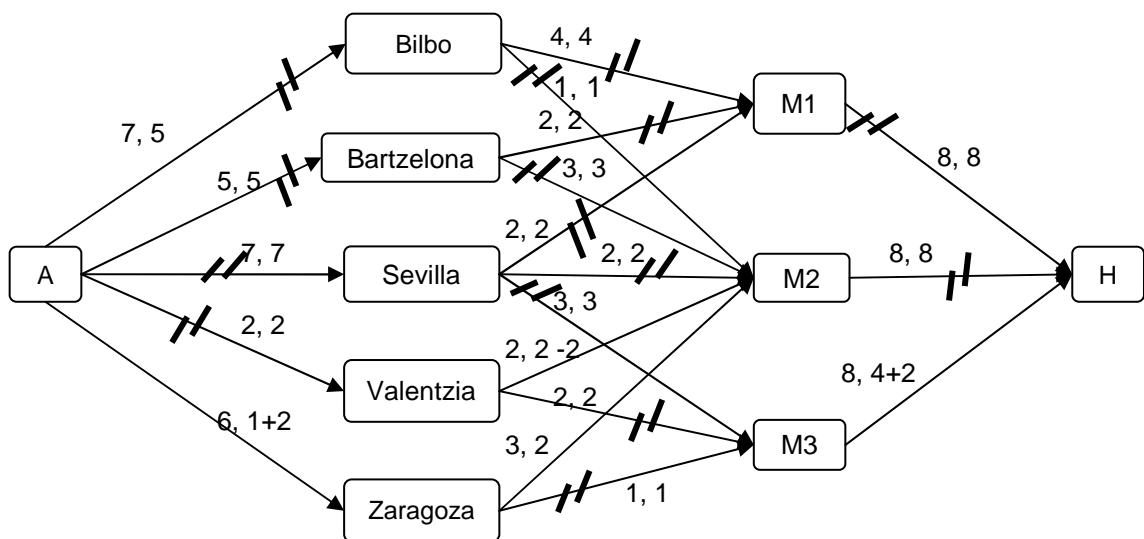 Bilbo
4, 4
1, 1
M1
7, 5
2, 2
Bartzelona
3, 3
8, 8
5, 5
A
7, 7
Sevilla
2, 2
2, 2
M2
8, 8
H
3, 3
2, 2
Valentzia
2, 2 -2
2, 2
8, 4+2
6, 1+2
3, 2
M3
Zaragoza
1, 1